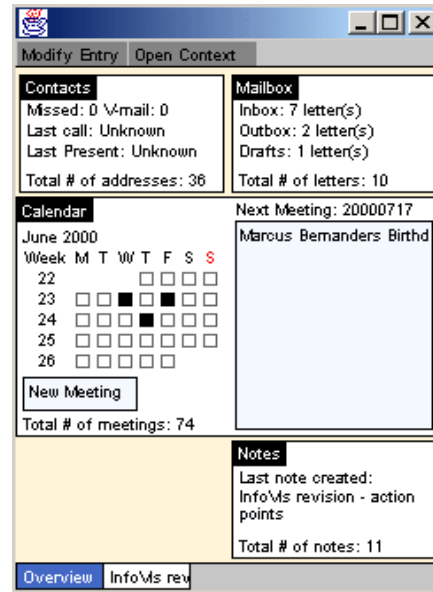 Modify Entry Open Context
Contacts
Missed: 0 V-mail: 0
Last call: Unknown
Last Present: Unknown
Total # of addresses: 36
Mailbox
Inbox: 7 letter(s)
Outbox: 2 letter(s)
Drafts: 1 letter(s)
Total # of letters: 10
Calendar
June 2000
Week M T W T F S S
22
23
24
25
26
New Meeting
Total # of meetings: 74
Next Meeting: 20000717
Marcus Bernanders Birthd
Notes
Last note created:
InfoVis revision - action
points
Total # of notes: 11
Overview InfoVis rev